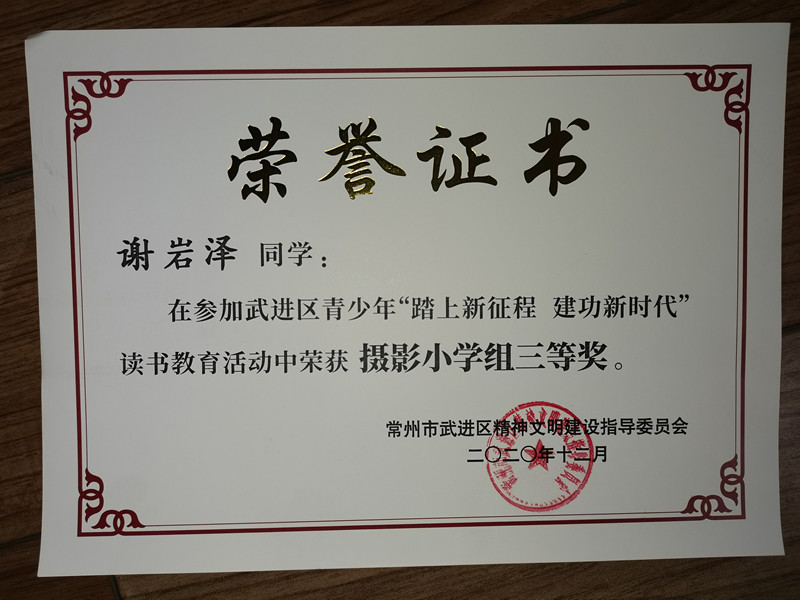 荣誉证书
谢岩泽 同学：
在参加武进区青少年“踏上新征程 建功新时代”
读书教育活动中荣获 摄影小学组三等奖。
常州市武进区精神文明建设指导委员会
二〇二〇年十二月